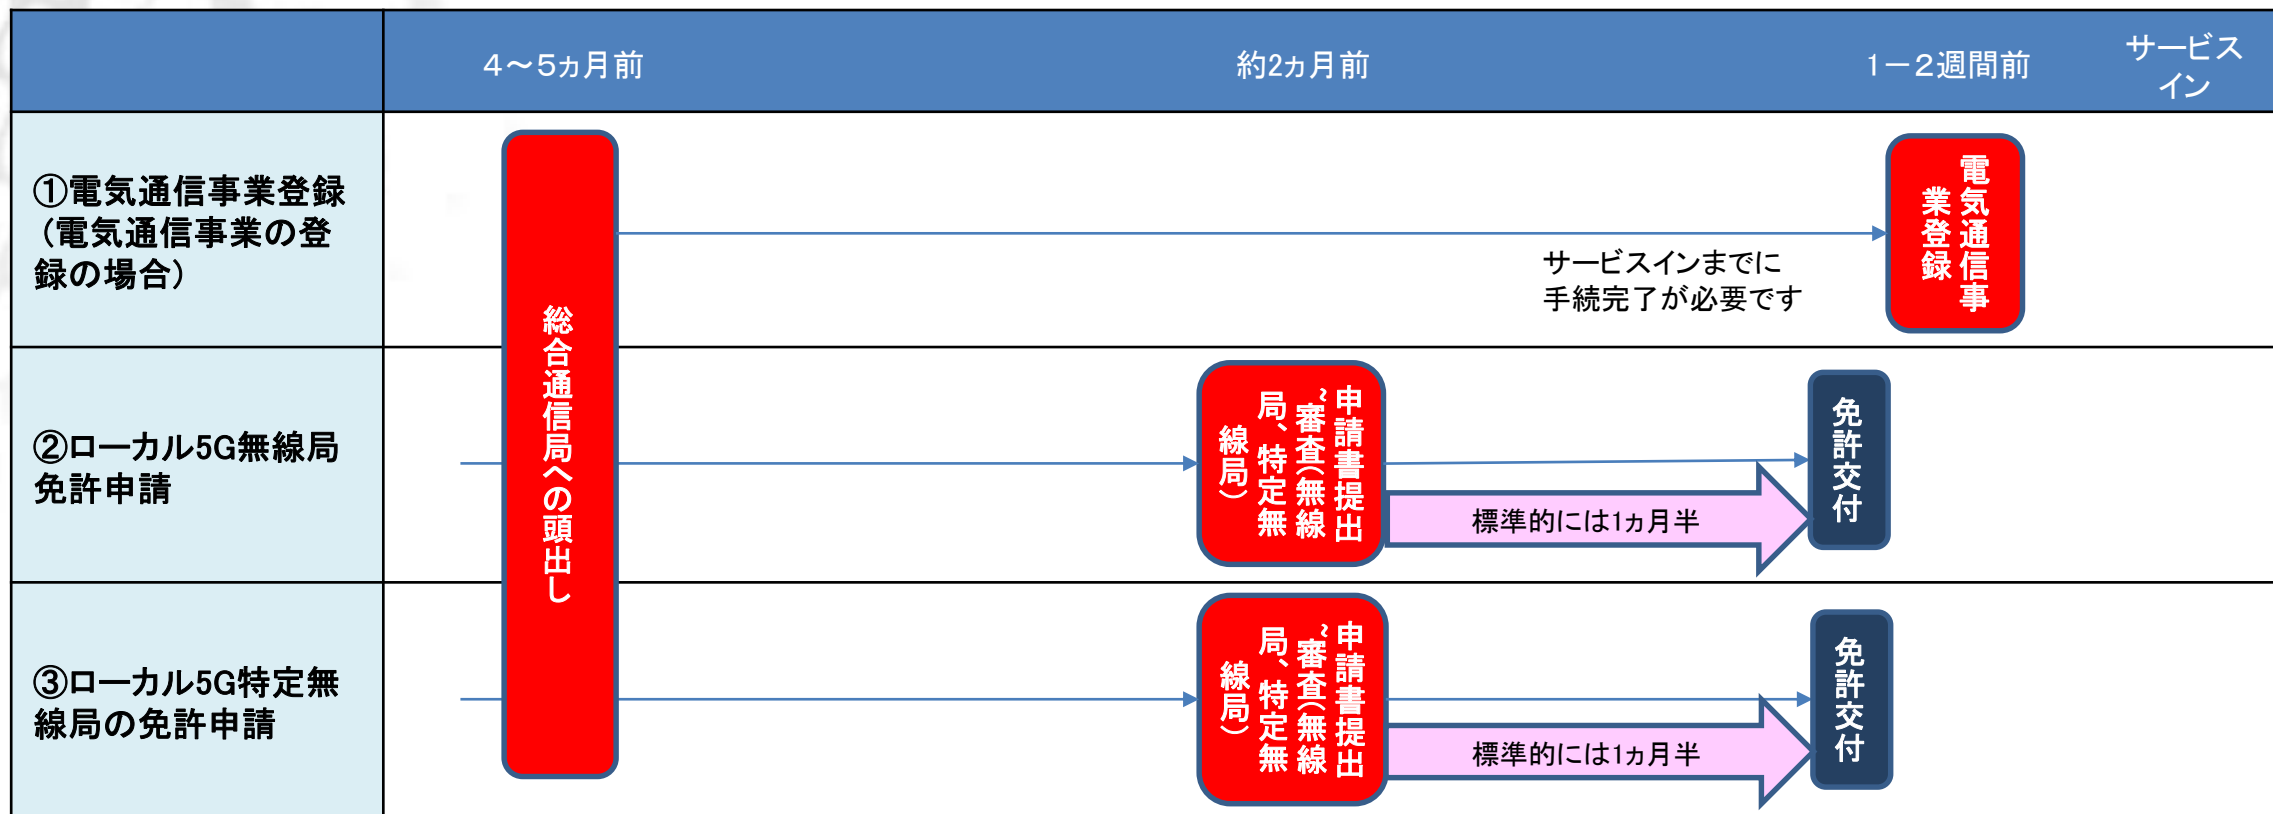 4～5ヵ月前
約2ヵ月前
1－2週間前
サービス
イン
①電気通信事業登録
（電気通信事業の登
録の場合）
総合通信局への頭出し
サービスインまでに
手続完了が必要です
電気通信事
業登録
②ローカル5G無線局
免許申請
申請書提出
～審査（無線
局、特定無
線局）
標準的には1ヵ月半
免許交付
③ローカル5G特定無
線局の免許申請
申請書提出
～審査（無線
局、特定無
線局）
標準的には1ヵ月半
免許交付